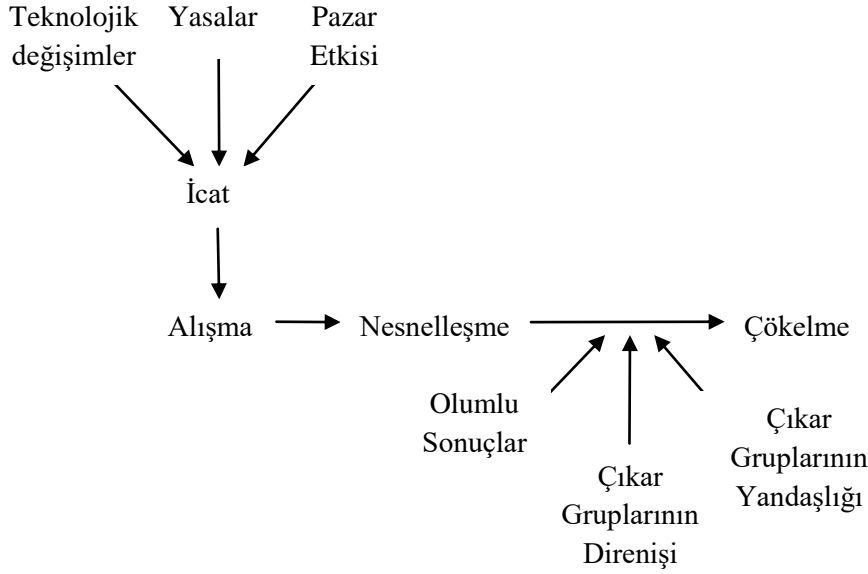 Teknolojik
değişimler
Yasalar
Pazar
Etkisi
İcat
Alışma
Nesnelleşme
Çökelme
Olumlu
Sonuçlar
Çıkar
Gruplarının
Direnişi
Çıkar
Gruplarının
Yandaşlığı